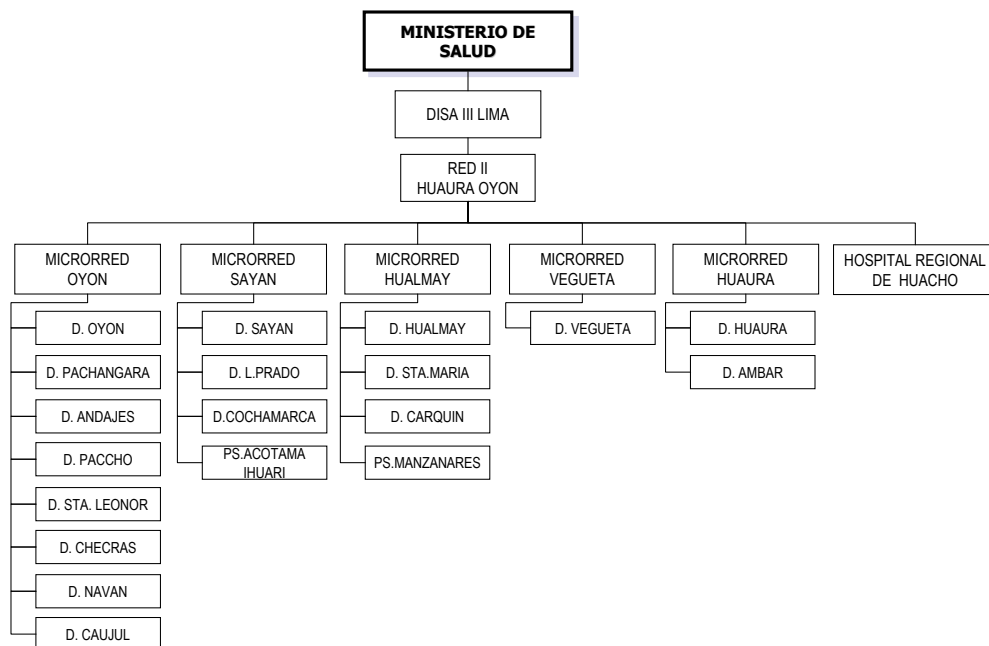 MINISTERIO DE
SALUD
DISA III LIMA
RED II
HUAURA OYON
MICRORRED
OYON
D. OYON
D. PACHANGARA
D. ANDAJES
D. PACCHO
D. STA. LEONOR
D. CHECRAS
D. NAVAN
D. CAUJUL
MICRORRED
SAYAN
D. SAYAN
D. L.PRADO
D.COCHAMARCA
PS.ACOTAMA
IHUARI
MICRORRED
HUALMAY
D. HUALMAY
D. STA.MARIA
D. CARQUIN
PS.MANZANARES
MICRORRED
VEGUETA
D. VEGUETA
MICRORRED
HUAURA
D. HUAURA
D. AMBAR
HOSPITAL REGIONAL
DE HUACHO